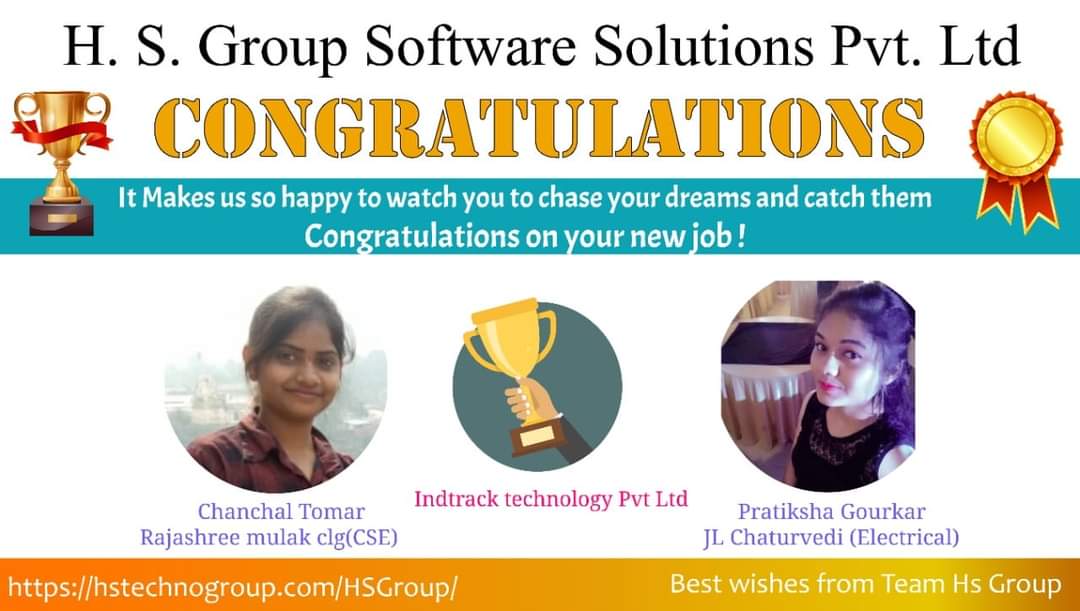 H. S. Group Software Solutions Pvt. Ltd
CONGRATULATIONS
It Makes us so happy to watch you to chase your dreams and catch them
Congratulations on your new job !
Chanchal Tomar
Rajashree mulak clg(CSE)
Indtrack technology Pvt Ltd
Pratiksha Gourkar
JL Chaturvedi (Electrical)
https://hstechnogroup.com/HSGroup/
Best wishes from Team Hs Group